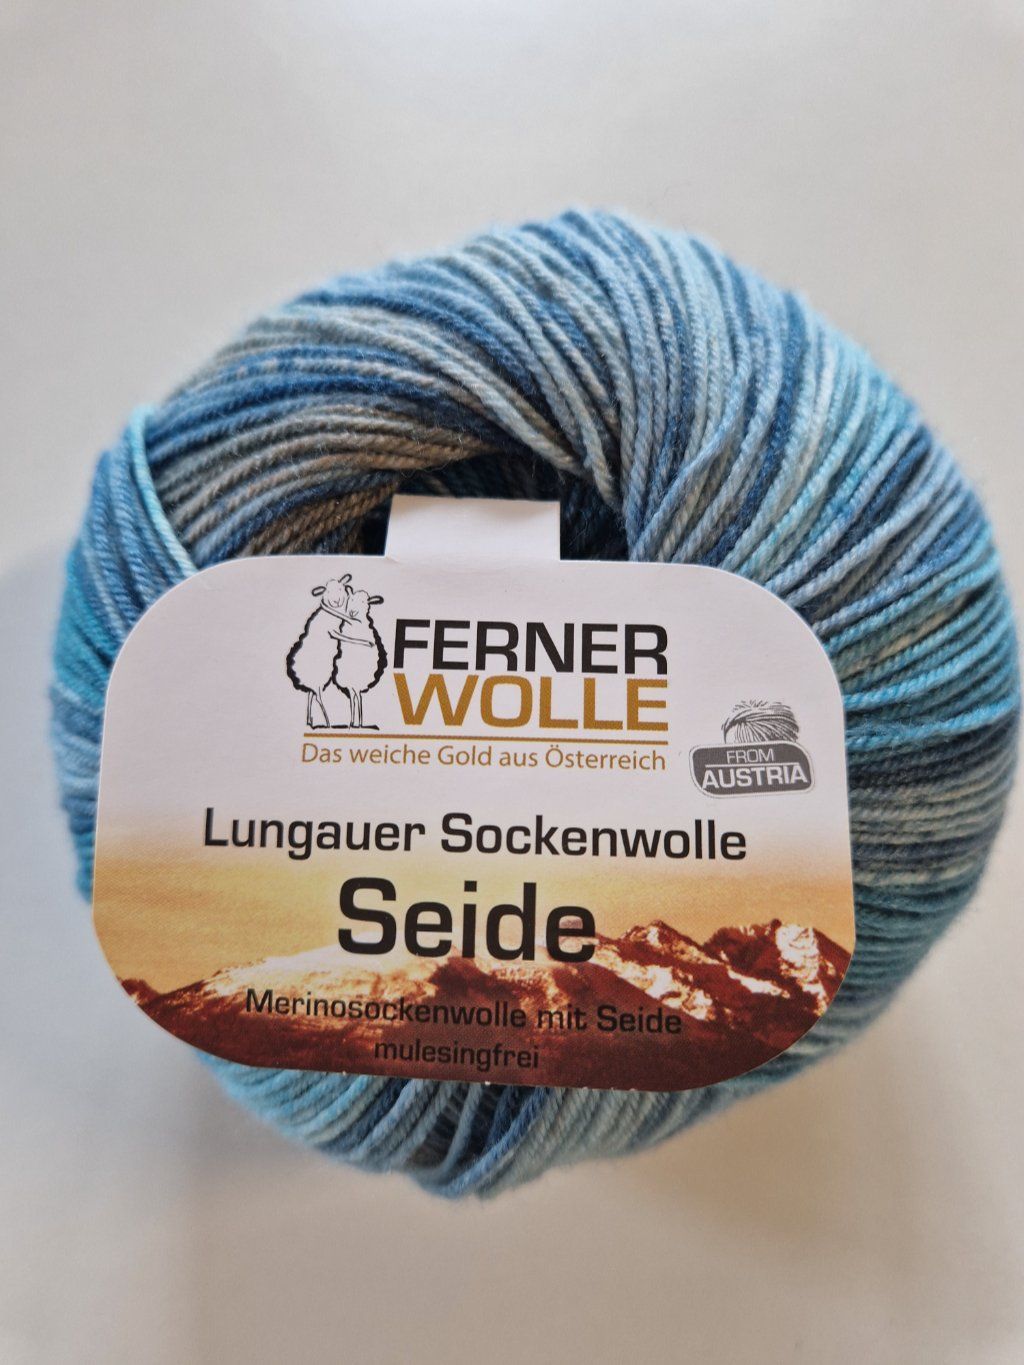 FERNER
WOLLE
Das weiche Gold aus Österreich
FROM
AUSTRIA
Lungauer Sockenwolle
Seide
Merinosockenwolle mit Seide
mulesingfrei